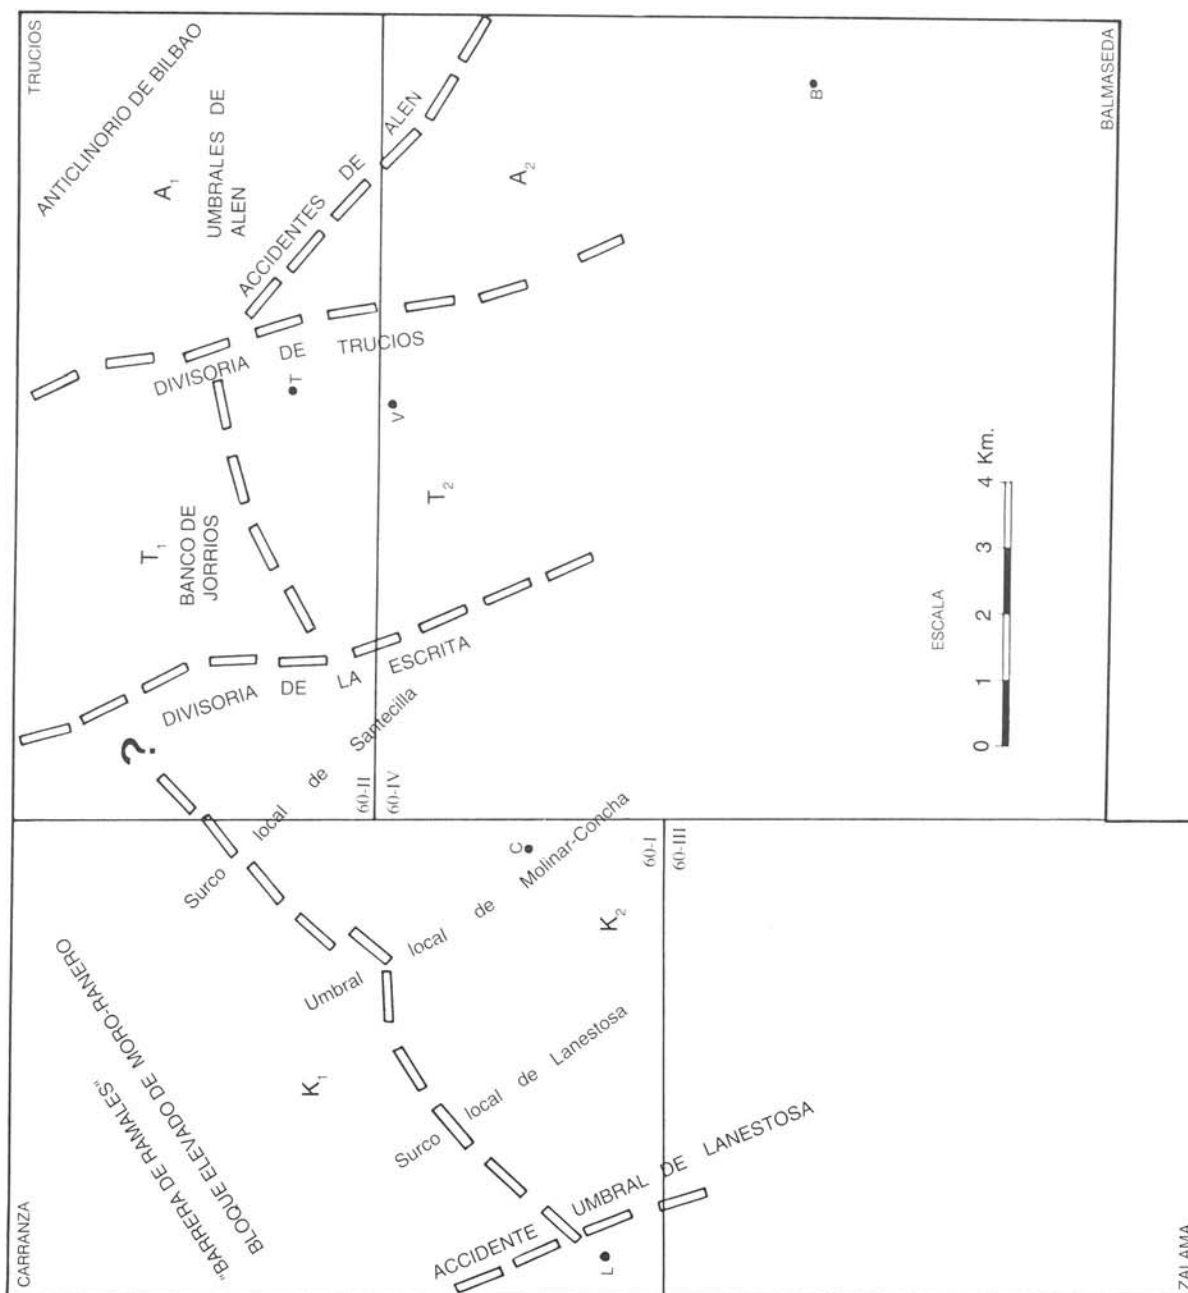 CARRANZA
"BARRERA DE RAMALES"
BLOQUE ELEVADO DE MORO-RANERO
K1
Surco local de Santecilla
Umbral local de Molinar-Concha
Surco local de Lanestosa
K2
C
ACCIDENTE UMBRAL DE LANESTOSA
L
60-I
60-III
ZALAMA
TRUCIOS
ANTICLINORIO DE BILBAO
A1
UMBRALES DE
ALEN
ACCIDENTES DE ALEN
A2
DIVISORIA DE TRUCIOS
T
V
T1
BANCO DE
JORRIOS
T2
DIVISORIA DE LA ESCRITA
?
60-II
60-IV
B
BALMASEDA
ESCALA
0 1 2 3 4 Km.